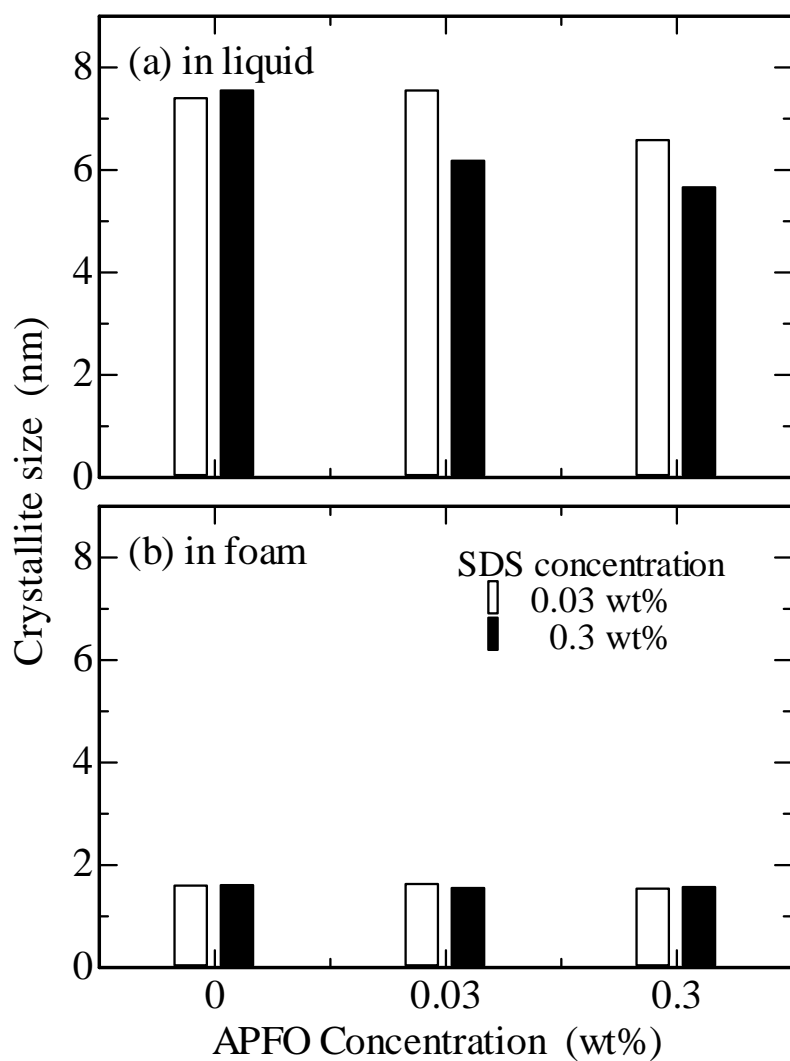 (a) in liquid
8
6
4
2
0
Crystallite size (nm)
(b) in foam
8
6
4
2
0
SDS concentration
0.03 wt%
0.3 wt%
0 0.03 0.3
APFO Concentration (wt%)